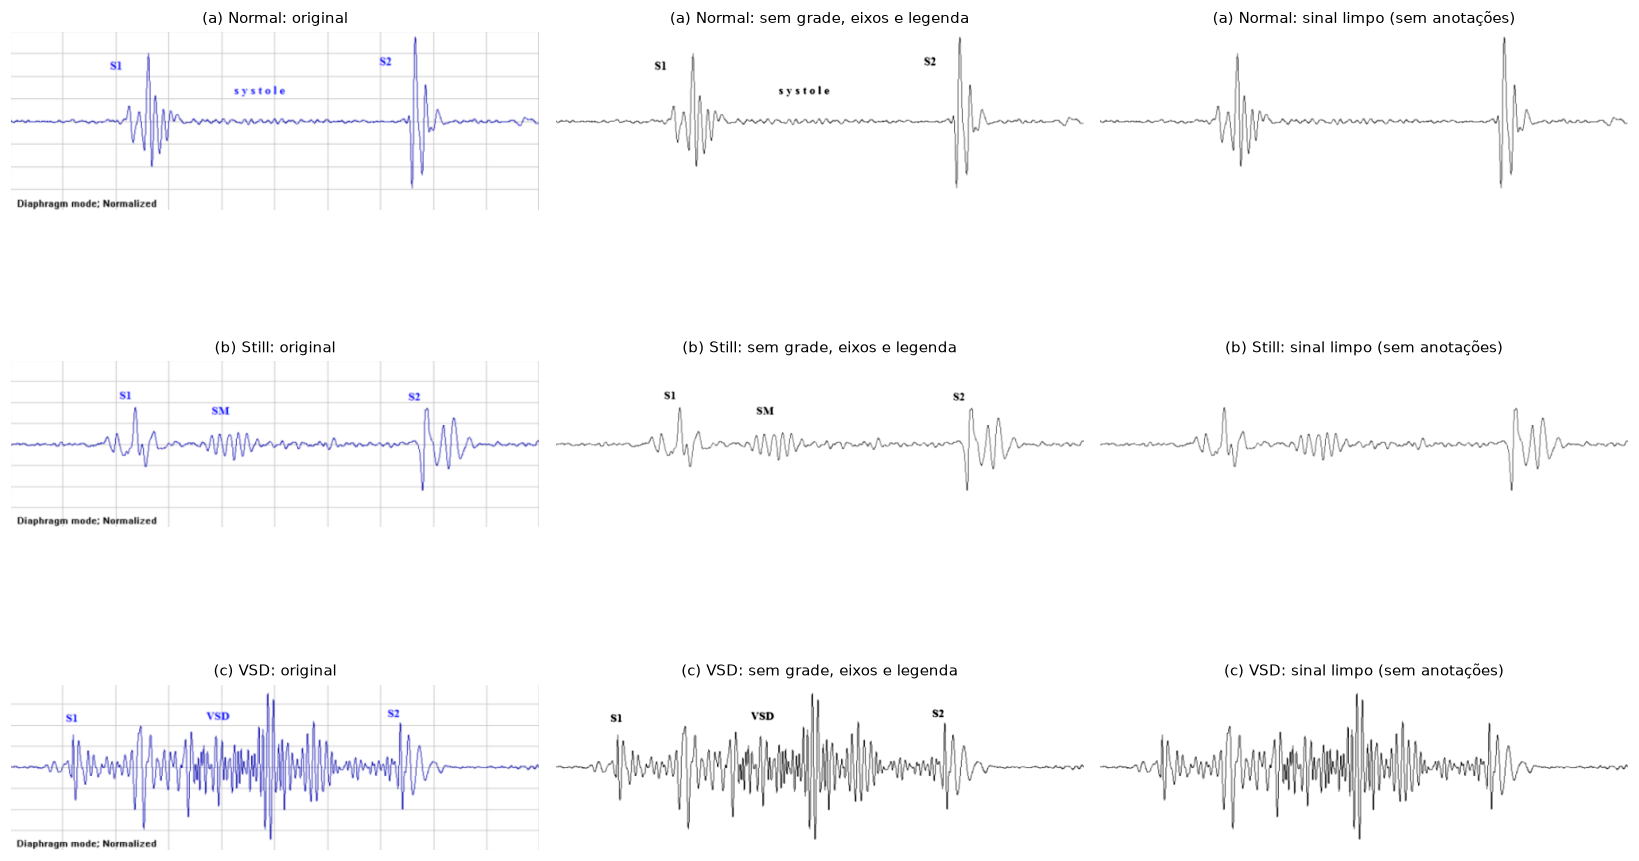 (a) Normal: original
(a) Normal: sem grade, eixos e legenda
(a) Normal: sinal limpo (sem anotações)
S1
systole
S2
Diaphragm mode; Normalized
S1
systole
S2
(b) Still: original
(b) Still: sem grade, eixos e legenda
(b) Still: sinal limpo (sem anotações)
S1
SM
S2
Diaphragm mode; Normalized
S1
SM
S2
(c) VSD: original
(c) VSD: sem grade, eixos e legenda
(c) VSD: sinal limpo (sem anotações)
S1
VSD
S2
Diaphragm mode; Normalized
S1
VSD
S2